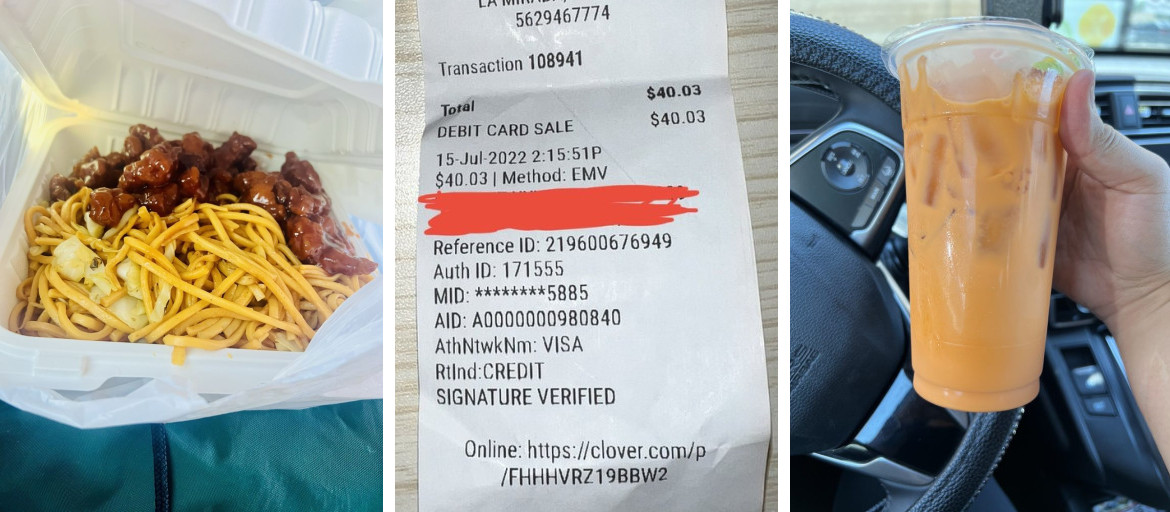 LA MIRADA,
5629467774
Transaction 108941
Total $40.03
DEBIT CARD SALE $40.03
15-Jul-2022 2:15:51P
$40.03 | Method: EMV
Reference ID: 219600676949
Auth ID: 171555
MID: ********5885
AID: A0000000980840
AthNtwkNm: VISA
RtInd:CREDIT
SIGNATURE VERIFIED
Online: https://clover.com/p
/FHHHVRZ19BBW2